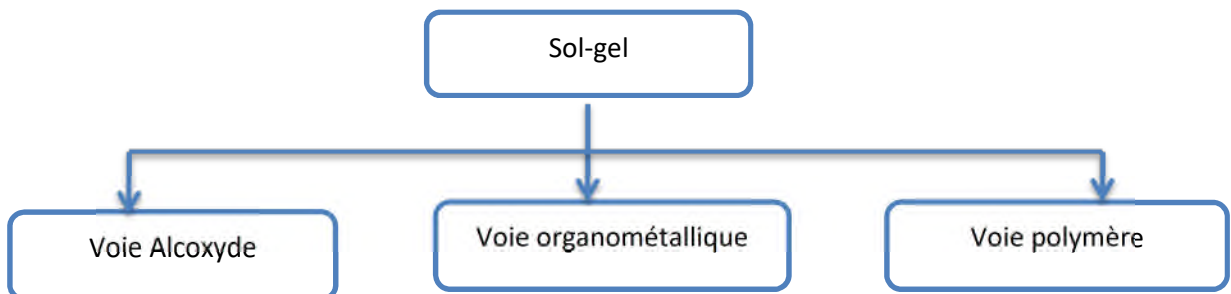 Sol-gel
Voie Alcoxyde
Voie organométallique
Voie polymère